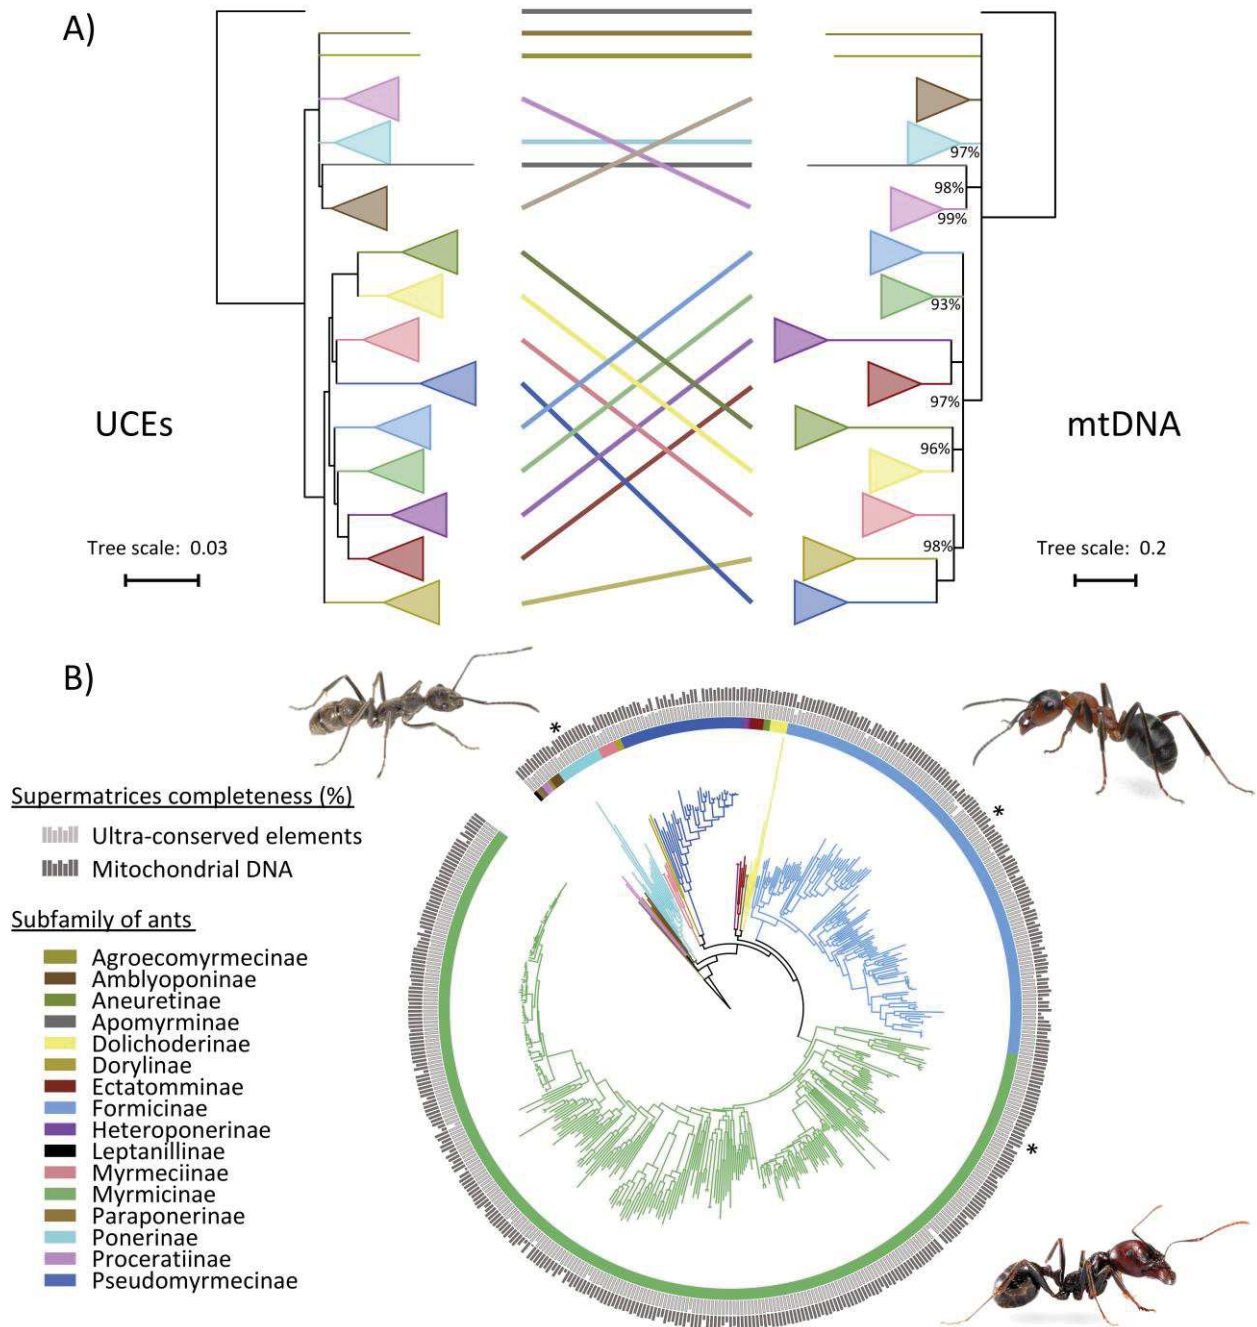 A)
97%
98%
99%
93%
97%
UCEs
mtDNA
96%
Tree scale: 0.03
98%
Tree scale: 0.2
B)
*
Supermatrices completeness (%)
*
Ultra-conserved elements
Mitochondrial DNA
Subfamily of ants
Agroecomyrmecinae
Amblyoponinae
Aneuretinae
Apomyrminae
Dolichoderinae
Dorylinae
Ectatomminae
Formicinae
Heteroponerinae
*
Leptanillinae
Myrmeciinae
Myrmicinae
Paraponerinae
Ponerinae
Proceratiinae
Pseudomyrmecinae